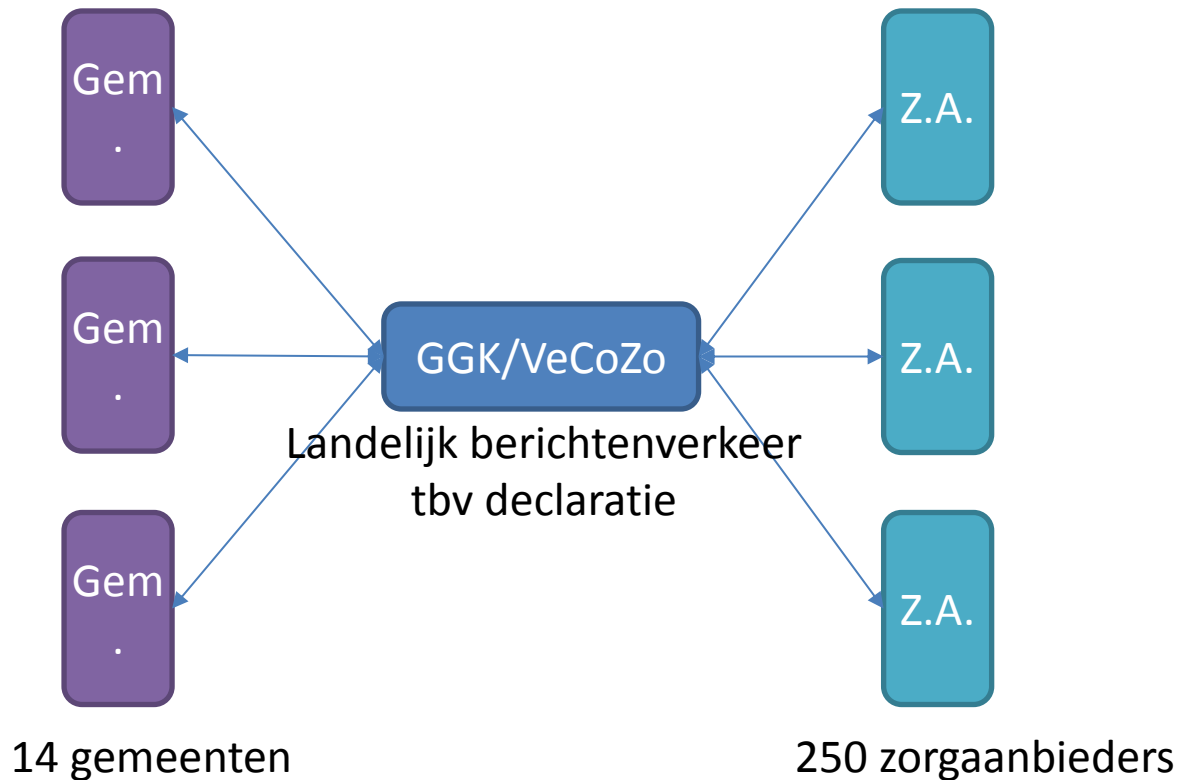 Gem
.
Z.A.
Gem
.
GGK/VeCoZo
Z.A.
Landelijk berichtenverkeer
tbv declaratie
Gem
.
Z.A.
14 gemeenten
250 zorgaanbieders